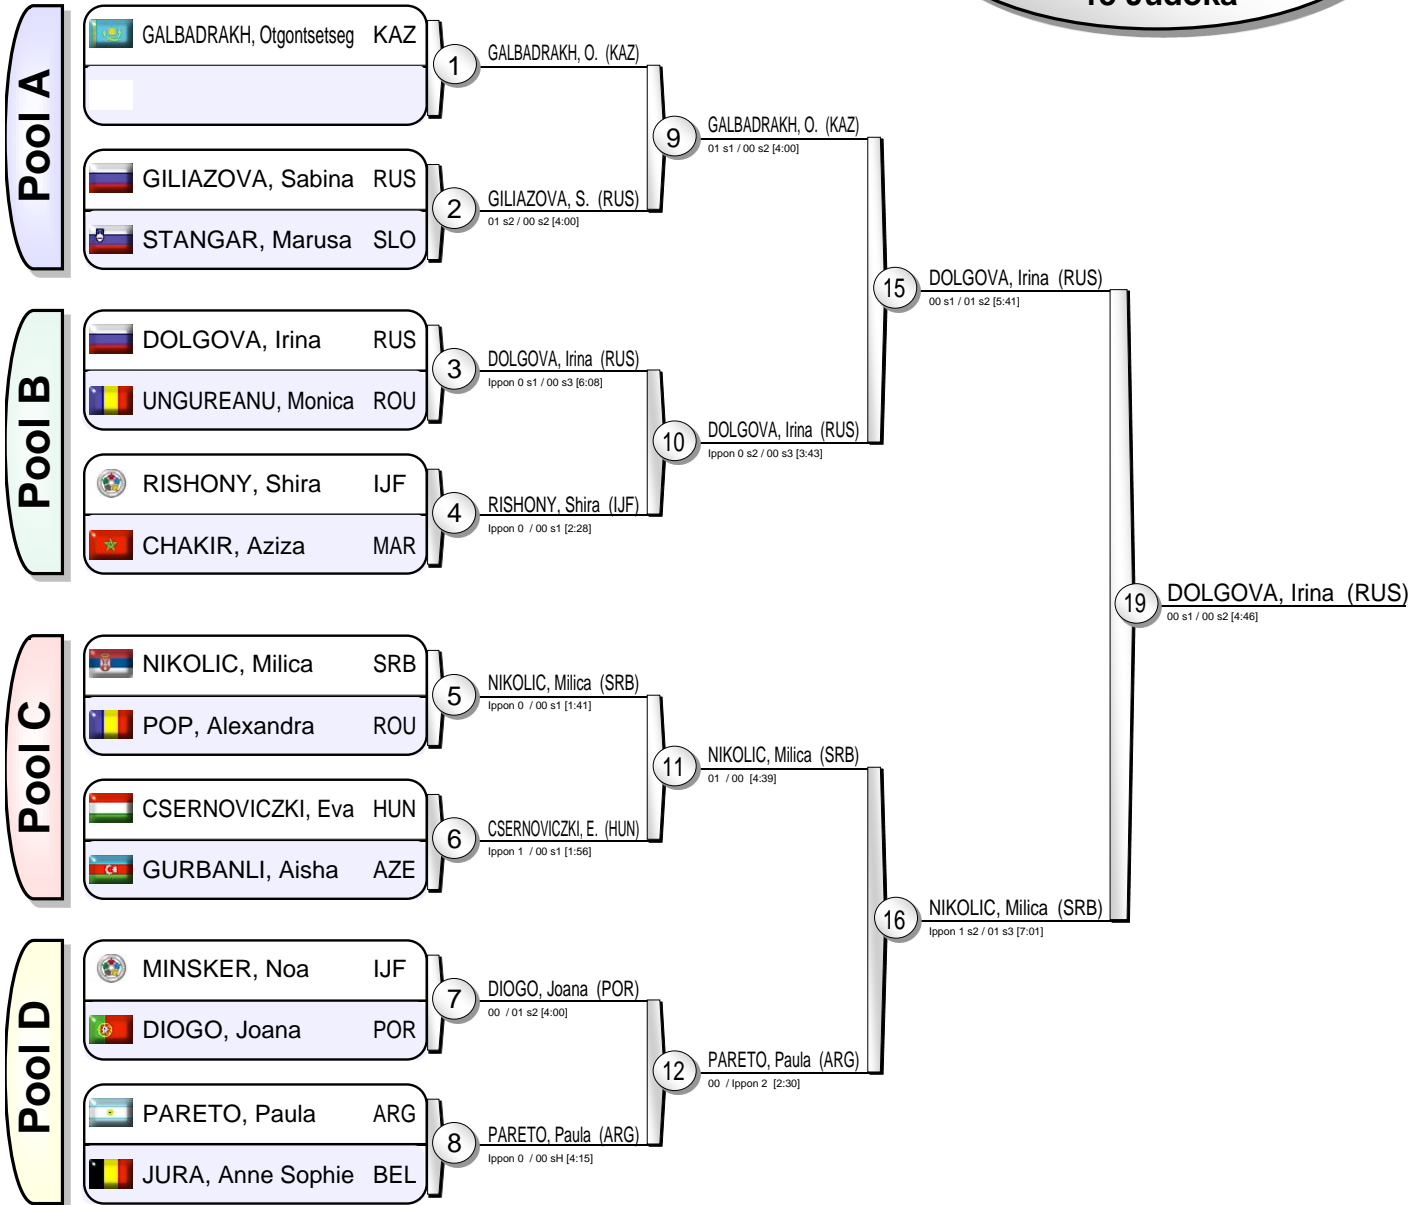 15 Judoka
Pool A
GALBADRAKH, Otgontsetseg KAZ
GILIAZOVA, Sabina RUS
STANGAR, Marusa SLO
Pool B
DOLGOVA, Irina RUS
UNGUREANU, Monica ROU
RISHONY, Shira IJF
CHAKIR, Aziza MAR
Pool C
NIKOLIC, Milica SRB
POP, Alexandra ROU
CSERNOVICZKI, Eva HUN
GURBANLI, Aisha AZE
Pool D
MINSKER, Noa IJF
DIOGO, Joana POR
PARETO, Paula ARG
JURA, Anne Sophie BEL
1
GALBADRAKH, O. (KAZ)
2
GILIAZOVA, S. (RUS)
01 s2 / 00 s2 [4:00]
3
DOLGOVA, Irina (RUS)
Ippon 0 s1 / 00 s3 [6:08]
4
RISHONY, Shira (IJF)
Ippon 0 / 00 s1 [2:28]
5
NIKOLIC, Milica (SRB)
Ippon 0 / 00 s1 [1:41]
6
CSERNOVICZKI, E. (HUN)
Ippon 1 / 00 s1 [1:56]
7
DIOGO, Joana (POR)
00 / 01 s2 [4:00]
8
PARETO, Paula (ARG)
Ippon 0 / 00 sH [4:15]
9
GALBADRAKH, O. (KAZ)
01 s1 / 00 s2 [4:00]
10
DOLGOVA, Irina (RUS)
Ippon 0 s2 / 00 s3 [3:43]
11
NIKOLIC, Milica (SRB)
01 / 00 [4:39]
12
PARETO, Paula (ARG)
00 / Ippon 2 [2:30]
15
DOLGOVA, Irina (RUS)
00 s1 / 01 s2 [5:41]
16
NIKOLIC, Milica (SRB)
Ippon 1 s2 / 01 s3 [7:01]
19
DOLGOVA, Irina (RUS)
00 s1 / 00 s2 [4:46]